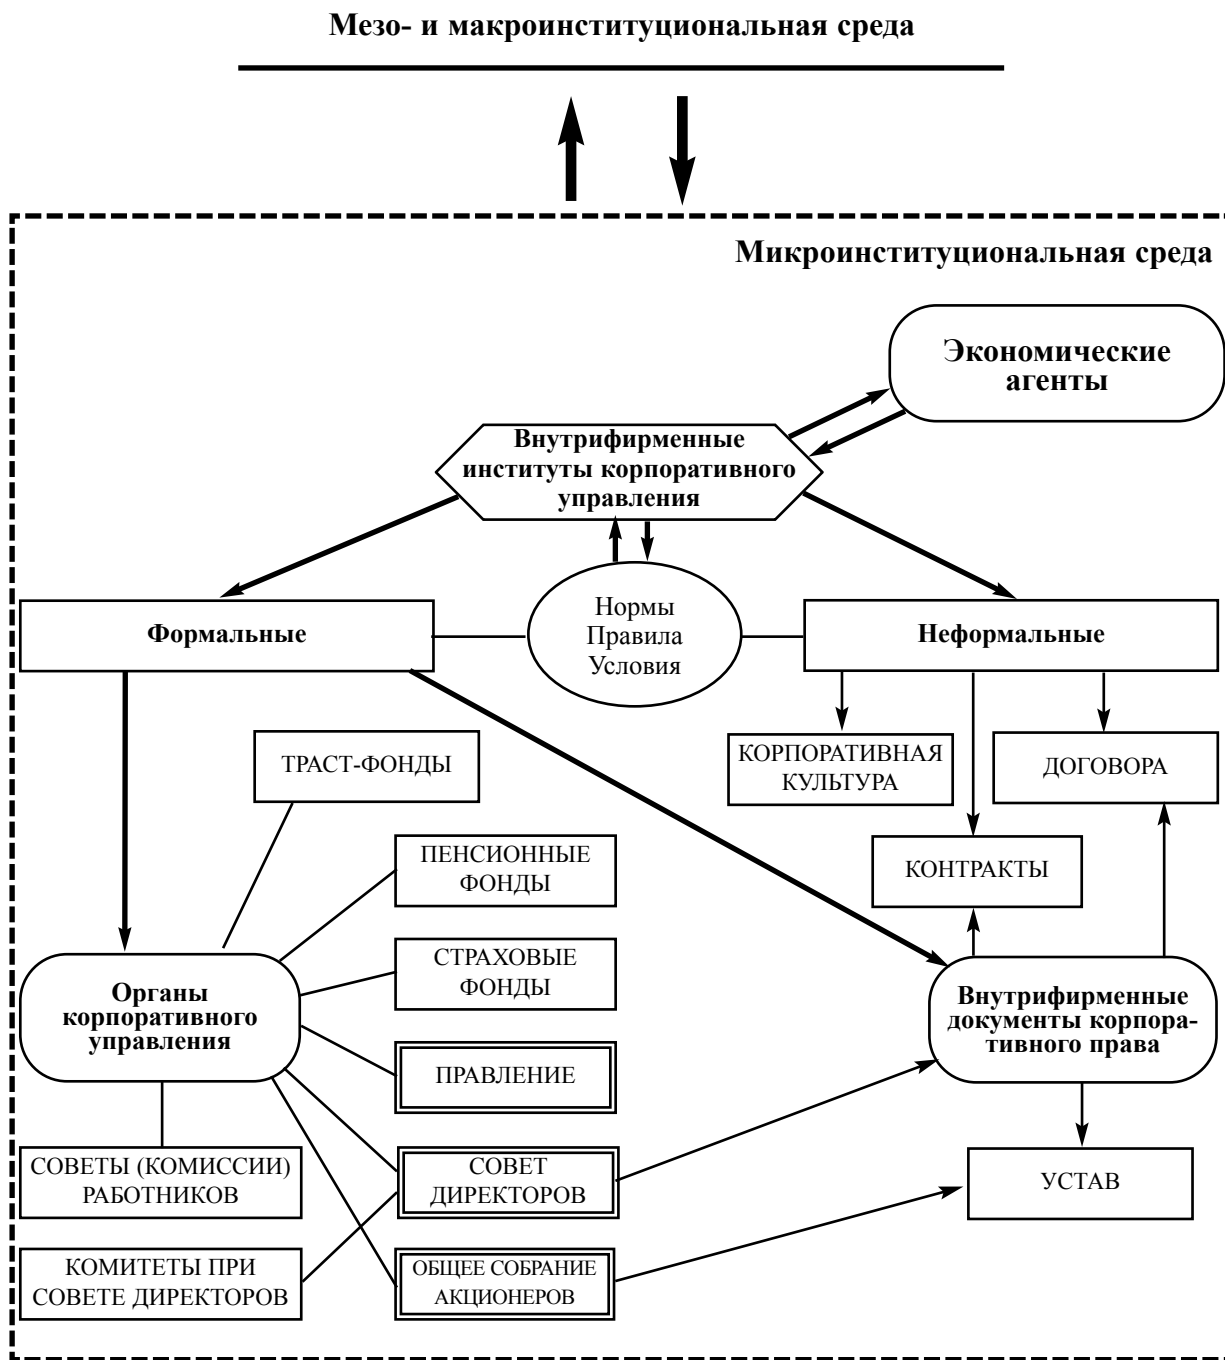 Мезо- и макроинституциональная среда
Микроинституциональная среда
Экономические
агенты
Внутрифирменные
институты корпоративного
управления
Нормы
Правила
Условия
Формальные
Неформальные
ТРАСТ-ФОНДЫ
КОРПОРАТИВНАЯ
КУЛЬТУРА
ДОГОВОРА
ПЕНСИОННЫЕ
ФОНДЫ
КОНТРАКТЫ
СТРАХОВЫЕ
ФОНДЫ
Органы
корпоративного
управления
Внутрифирменные
документы корпора-
тивного права
ПРАВЛЕНИЕ
СОВЕТЫ (КОМИССИИ)
РАБОТНИКОВ
СОВЕТ
ДИРЕКТОРОВ
УСТАВ
КОМИТЕТЫ ПРИ
СОВЕТЕ ДИРЕКТОРОВ
ОБЩЕЕ СОБРАНИЕ
АКЦИОНЕРОВ